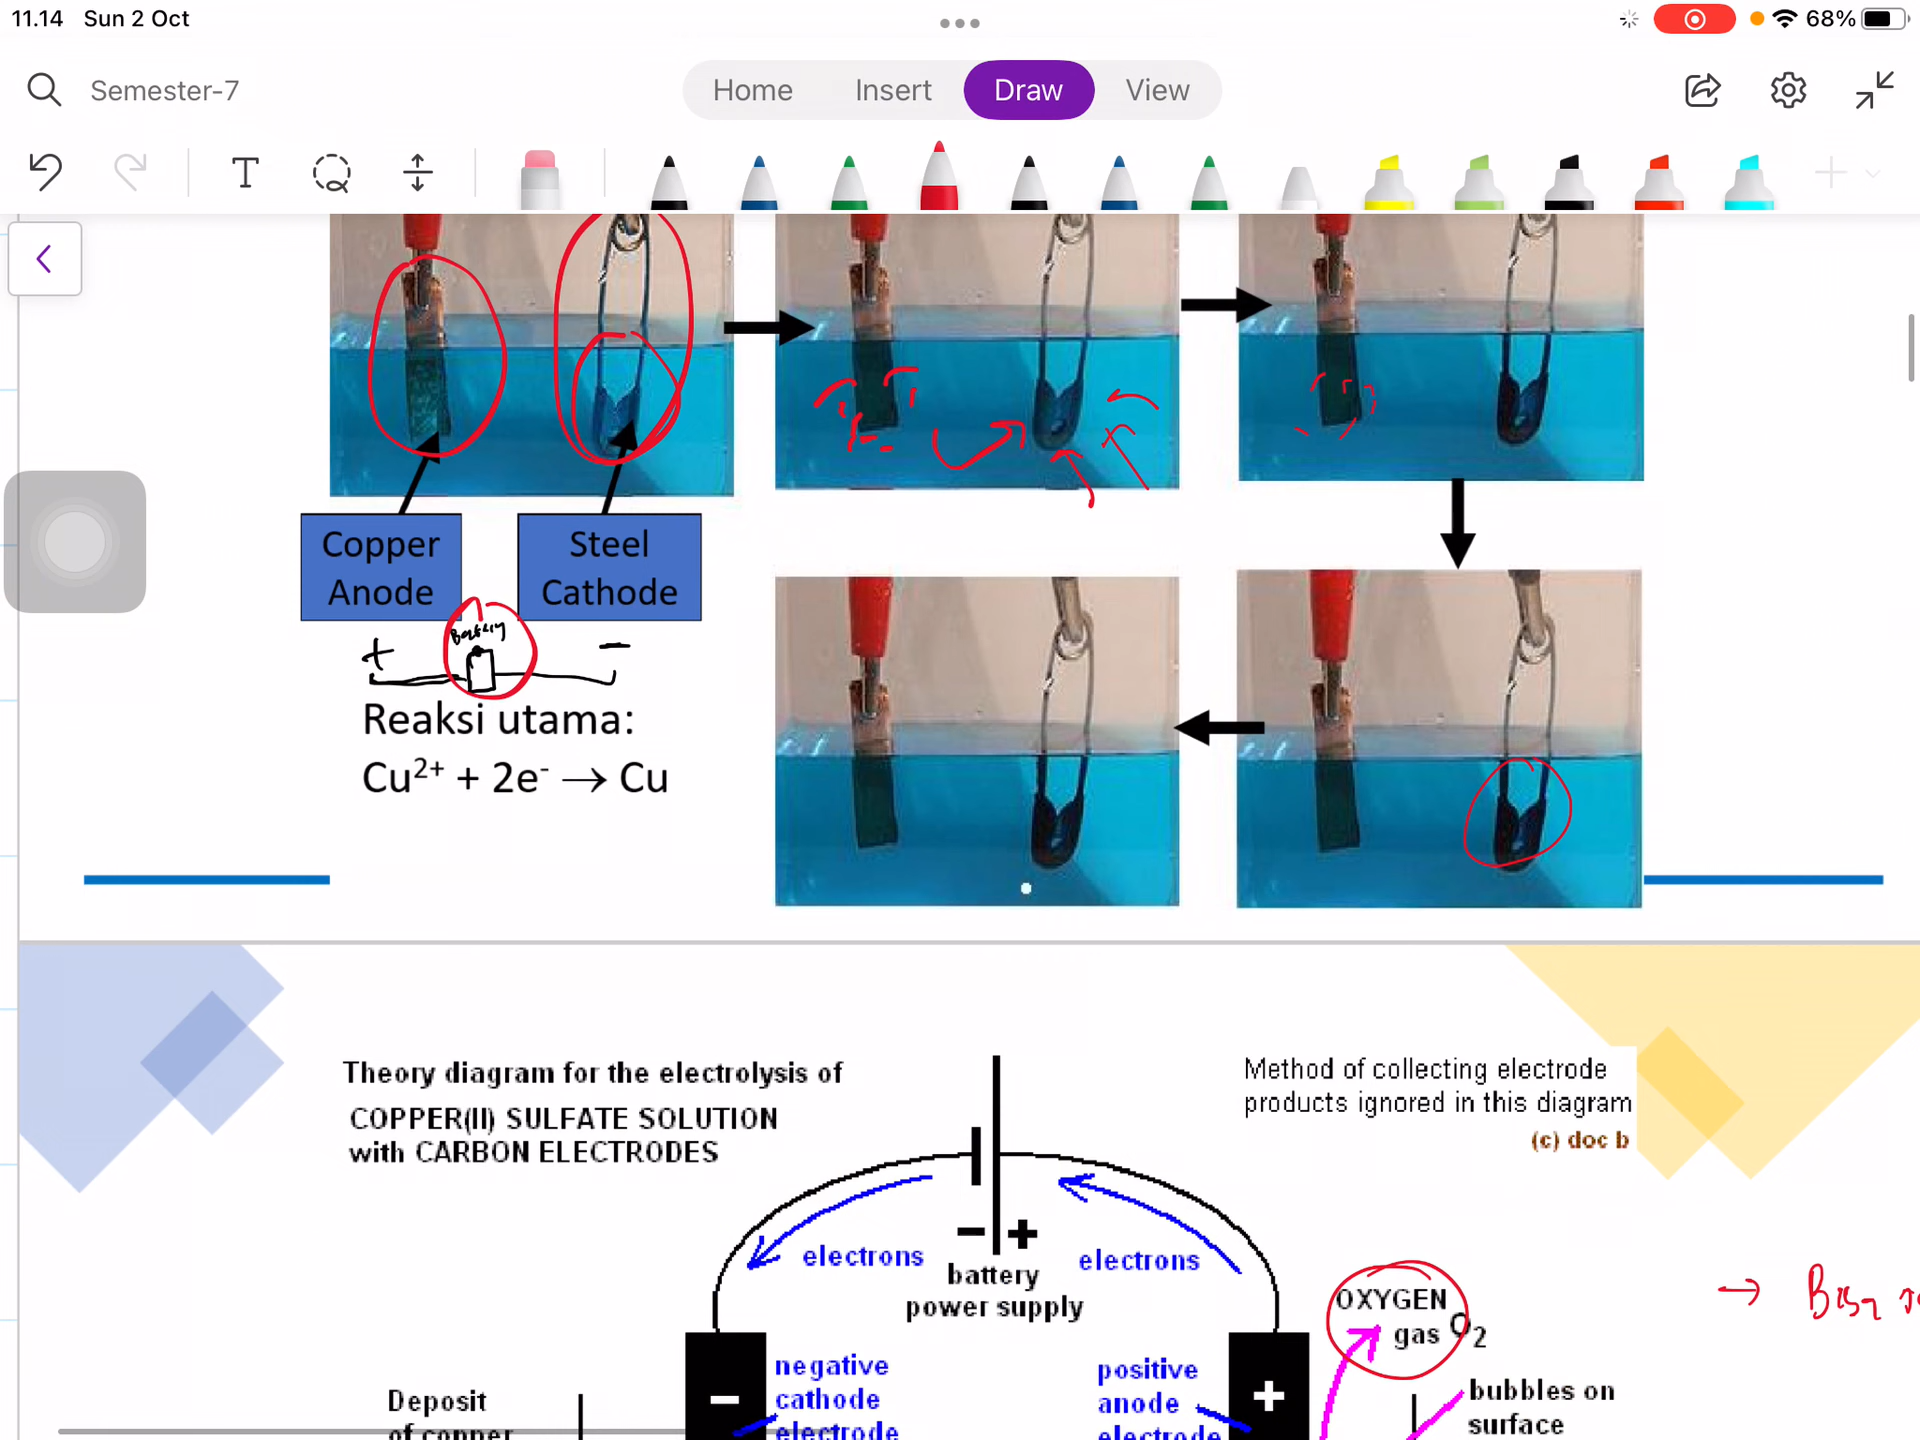 11.14 Sun 2 Oct
68%
Semester-7
Home Insert Draw View
T
Copper
Anode
Steel
Cathode
Battery
+ −
Reaksi utama:
Cu²⁺ + 2e⁻ → Cu
Theory diagram for the electrolysis of
COPPER(II) SULFATE SOLUTION
with CARBON ELECTRODES
Method of collecting electrode
products ignored in this diagram
(c) doc b
− +
electrons
electrons
battery
power supply
OXYGEN
gas O₂
→
negative
cathode
electrode
−
positive
anode
electrode
+
Deposit
of copper
bubbles on
surface